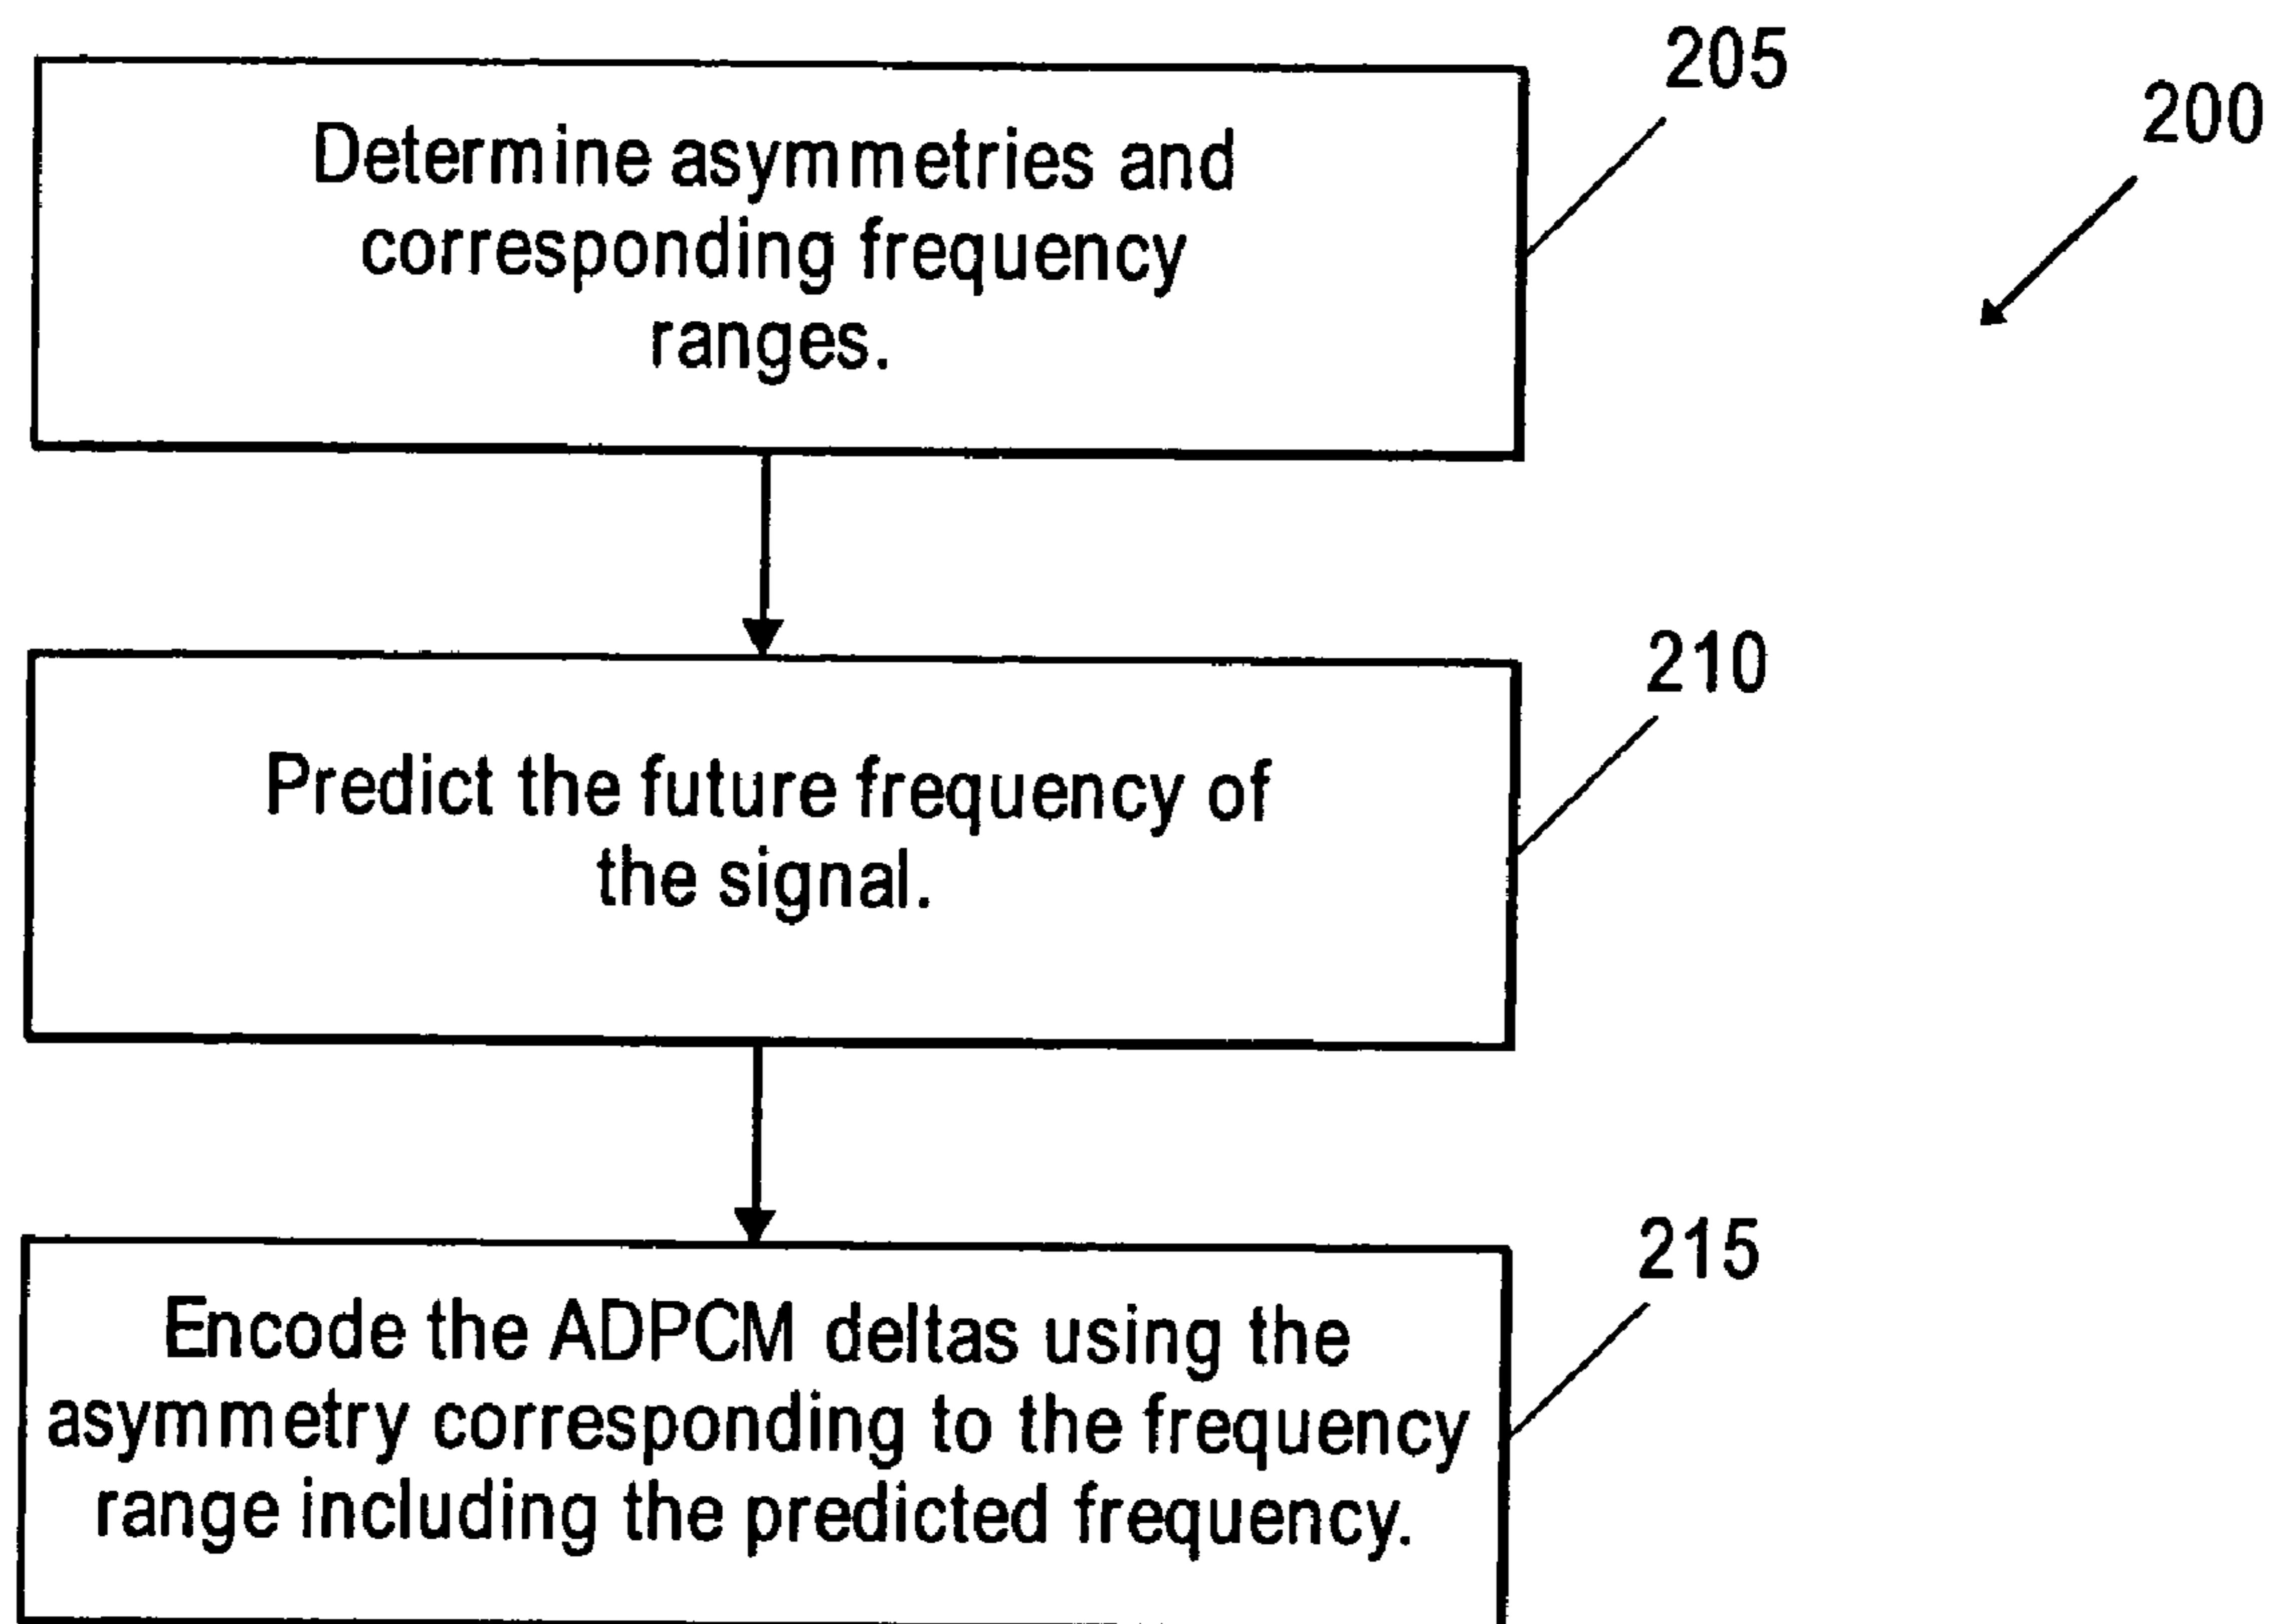 205
200
Determine asymmetries and
corresponding frequency
ranges.
210
Predict the future frequency of
the signal.
215
Encode the ADPCM deltas using the
asymmetry corresponding to the frequency
range including the predicted frequency.